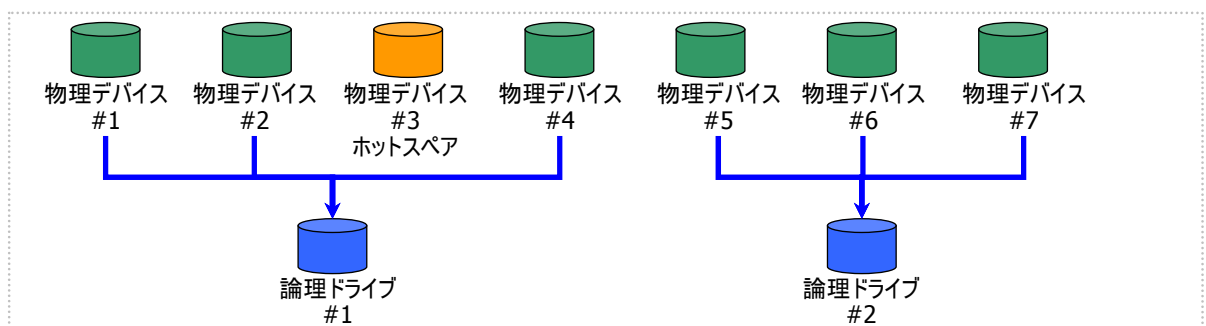 物理デバイス
#1
物理デバイス
#2
物理デバイス
#3
ホットスペア
物理デバイス
#4
物理デバイス
#5
物理デバイス
#6
物理デバイス
#7
論理ドライブ
#1
論理ドライブ
#2